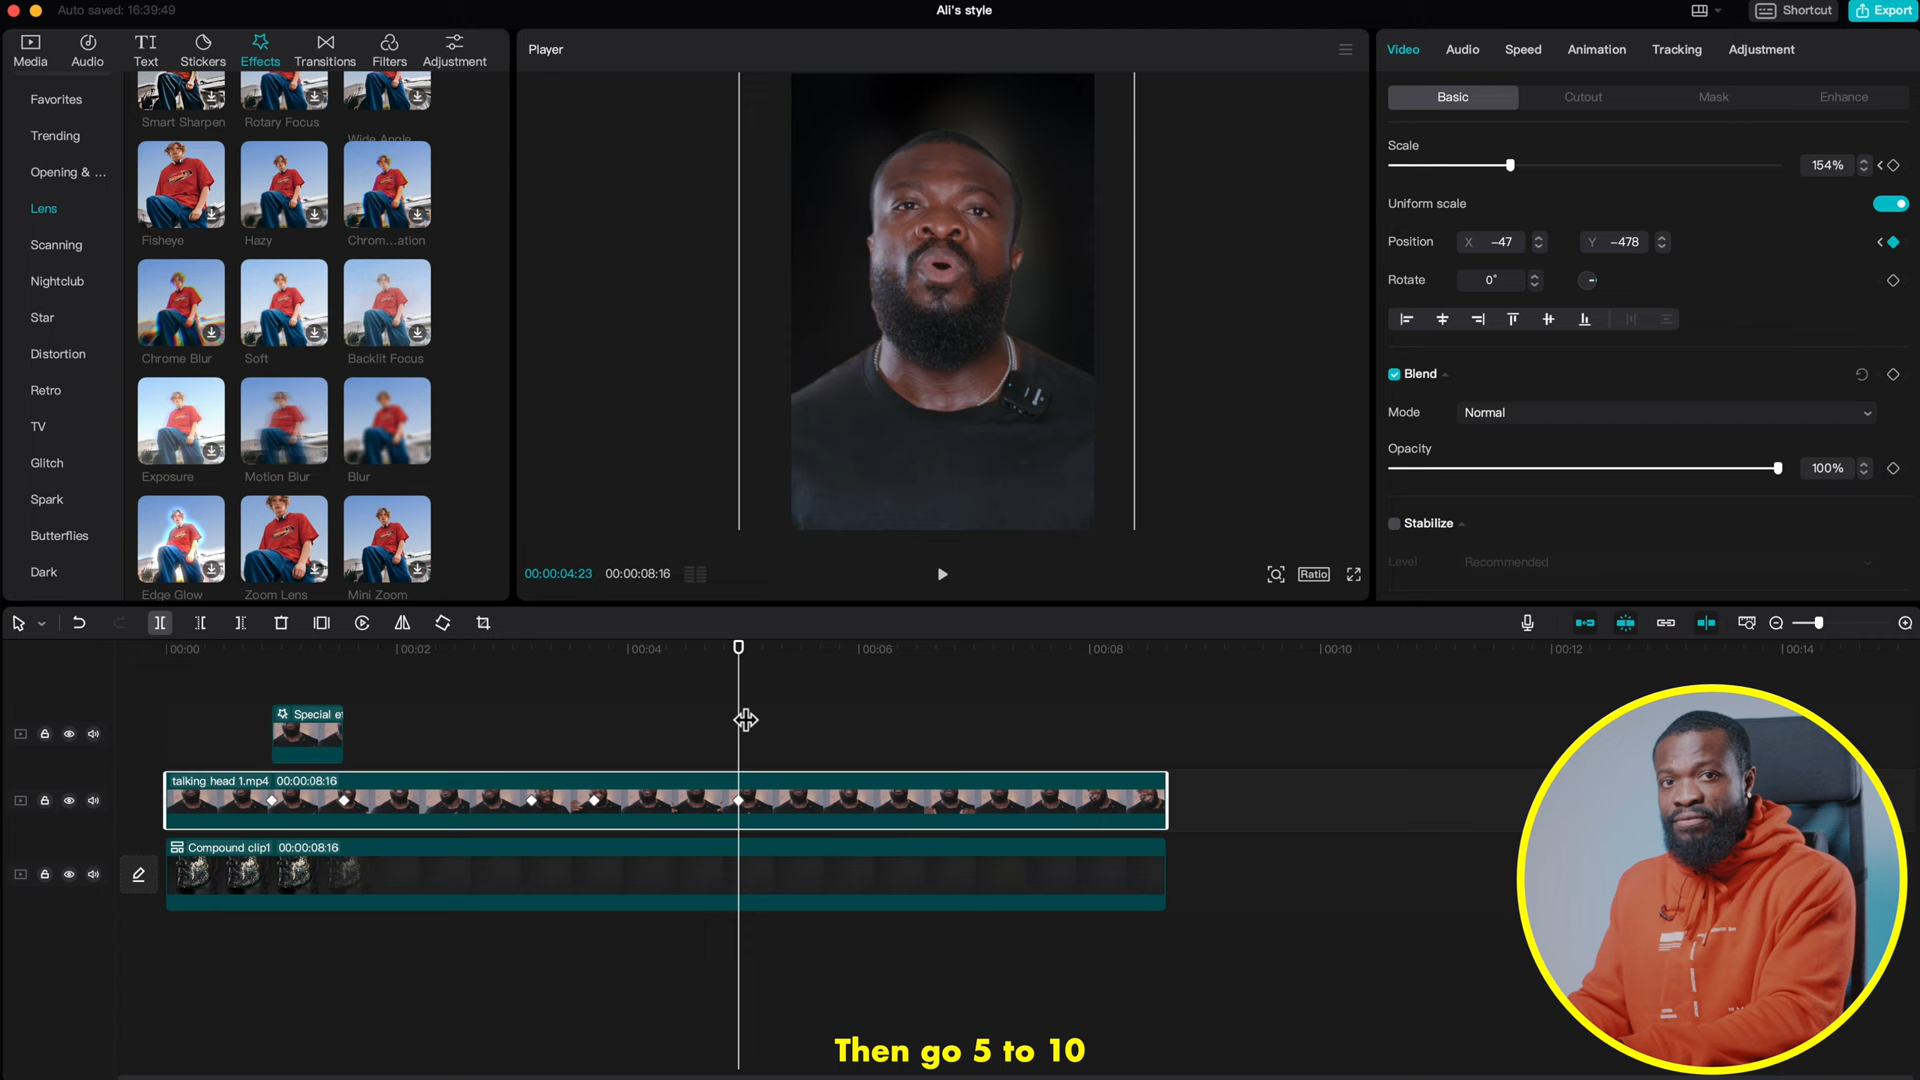 Auto saved: 16:39:49
Ali's style
Shortcut
Export
Media
Audio
Text
Stickers
Effects
Transitions
Filters
Adjustment
Player
Video
Audio
Speed
Animation
Tracking
Adjustment
Favorites
Trending
Opening & ...
Lens
Scanning
Nightclub
Star
Distortion
Retro
TV
Glitch
Spark
Butterflies
Dark
Smart Sharpen
Rotary Focus
Wide Angle
Fisheye
Hazy
Chrom...ation
Chrome Blur
Soft
Backlit Focus
Exposure
Motion Blur
Blur
Edge Glow
Zoom Lens
Mini Zoom
00:00:04:23
00:00:08:16
Ratio
Basic
Cutout
Mask
Enhance
Scale
154%
Uniform scale
Position
X -47
Y -478
Rotate
0°
Blend
Mode
Normal
Opacity
100%
Stabilize
Level
Recommended
00:00
00:02
00:04
00:06
00:08
00:10
00:12
00:14
Special ef
talking head 1.mp4 00:00:08:16
Compound clip1 00:00:08:16
Then go 5 to 10